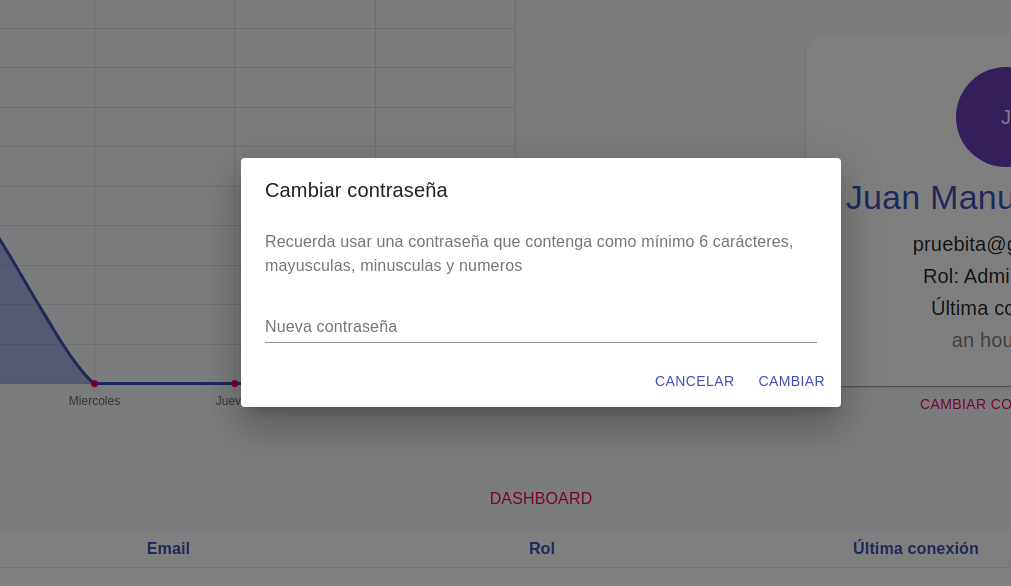 J
Cambiar contraseña
Juan Manu
Recuerda usar una contraseña que contenga como mínimo 6 carácteres,
mayusculas, minusculas y numeros
pruebita@g
Rol: Admi
Última co
Nueva contraseña
an hou
CANCELAR CAMBIAR
Miercoles Juev
CAMBIAR CO
DASHBOARD
Email Rol Última conexión